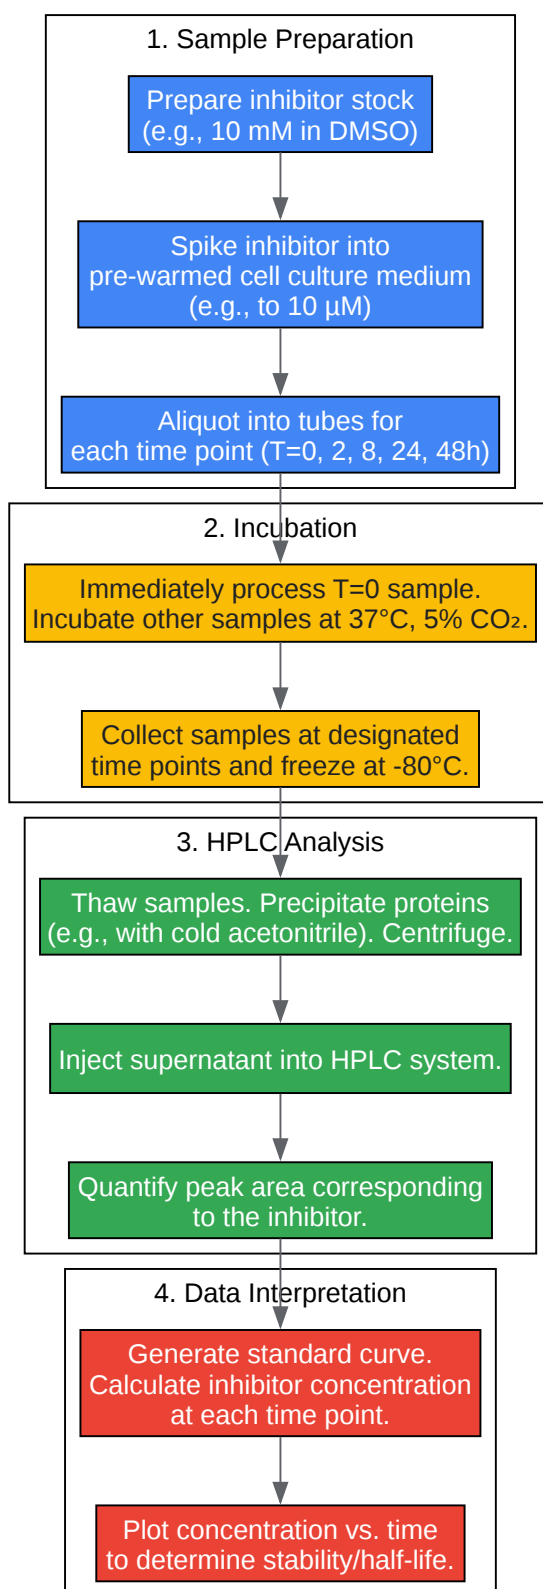 1. Sample Preparation
Prepare inhibitor stock
(e.g., 10 mM in DMSO)
Spike inhibitor into
pre-warmed cell culture medium
(e.g., to 10 µM)
Aliquot into tubes for
each time point (T=0, 2, 8, 24, 48h)
2. Incubation
Immediately process T=0 sample.
Incubate other samples at 37°C, 5% CO₂.
Collect samples at designated
time points and freeze at -80°C.
3. HPLC Analysis
Thaw samples. Precipitate proteins
(e.g., with cold acetonitrile). Centrifuge.
Inject supernatant into HPLC system.
Quantify peak area corresponding
to the inhibitor.
4. Data Interpretation
Generate standard curve.
Calculate inhibitor concentration
at each time point.
Plot concentration vs. time
to determine stability/half-life.